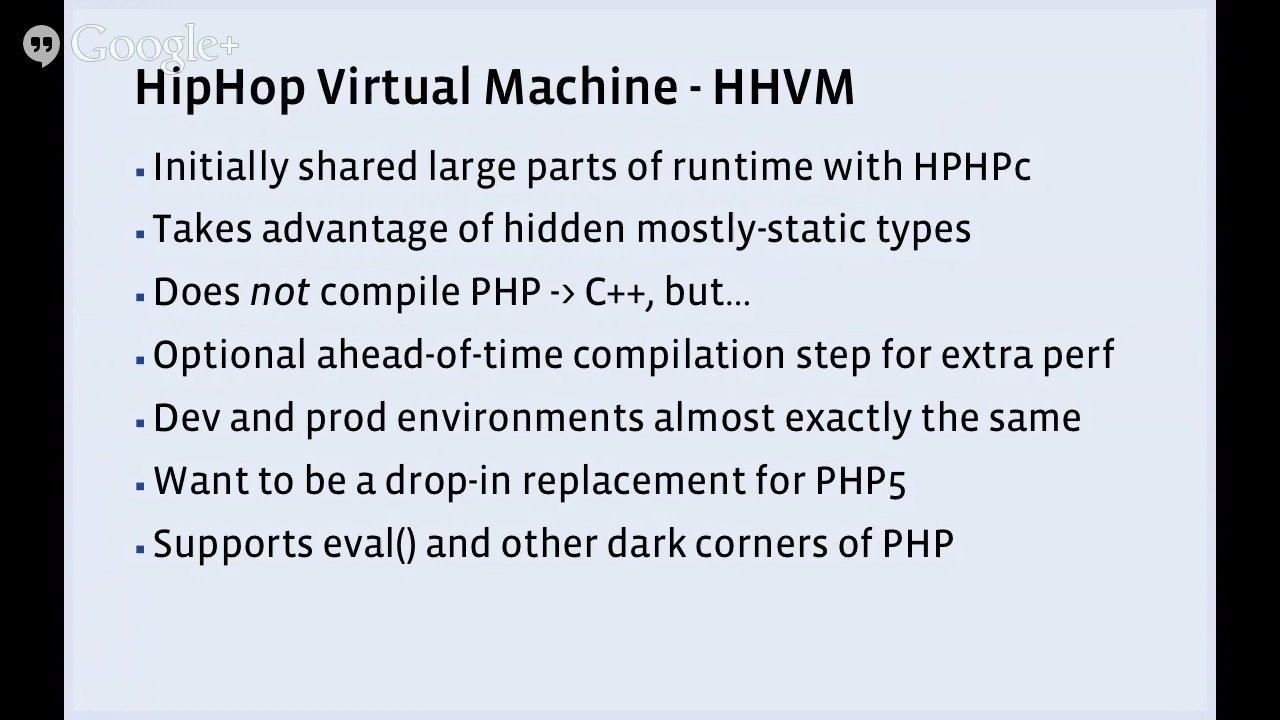 Google+
HipHop Virtual Machine - HHVM
▪ Initially shared large parts of runtime with HPHPc
▪ Takes advantage of hidden mostly-static types
▪ Does not compile PHP -> C++, but...
▪ Optional ahead-of-time compilation step for extra perf
▪ Dev and prod environments almost exactly the same
▪ Want to be a drop-in replacement for PHP5
▪ Supports eval() and other dark corners of PHP